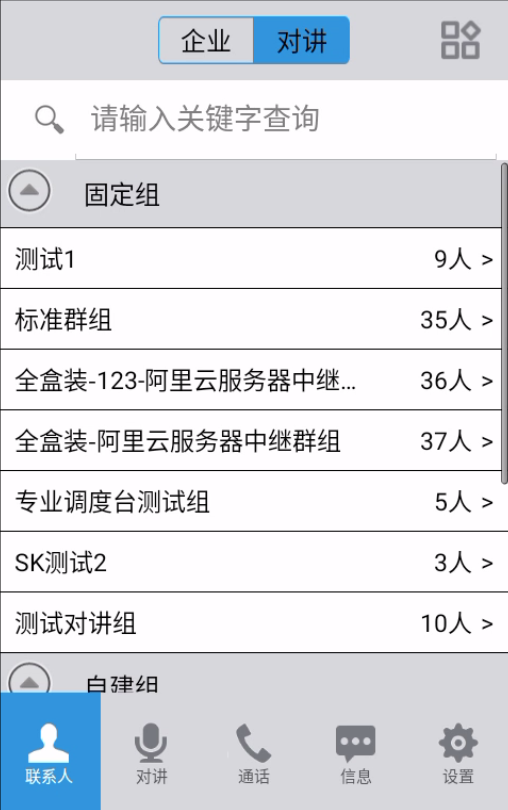 企业 对讲
请输入关键字查询
固定组
测试1 9人 >
标准群组 35人 >
全盒装-123-阿里云服务器中继... 36人 >
全盒装-阿里云服务器中继群组 37人 >
专业调度台测试组 5人 >
SK测试2 3人 >
测试对讲组 10人 >
自建组
联系人 对讲 通话 信息 设置